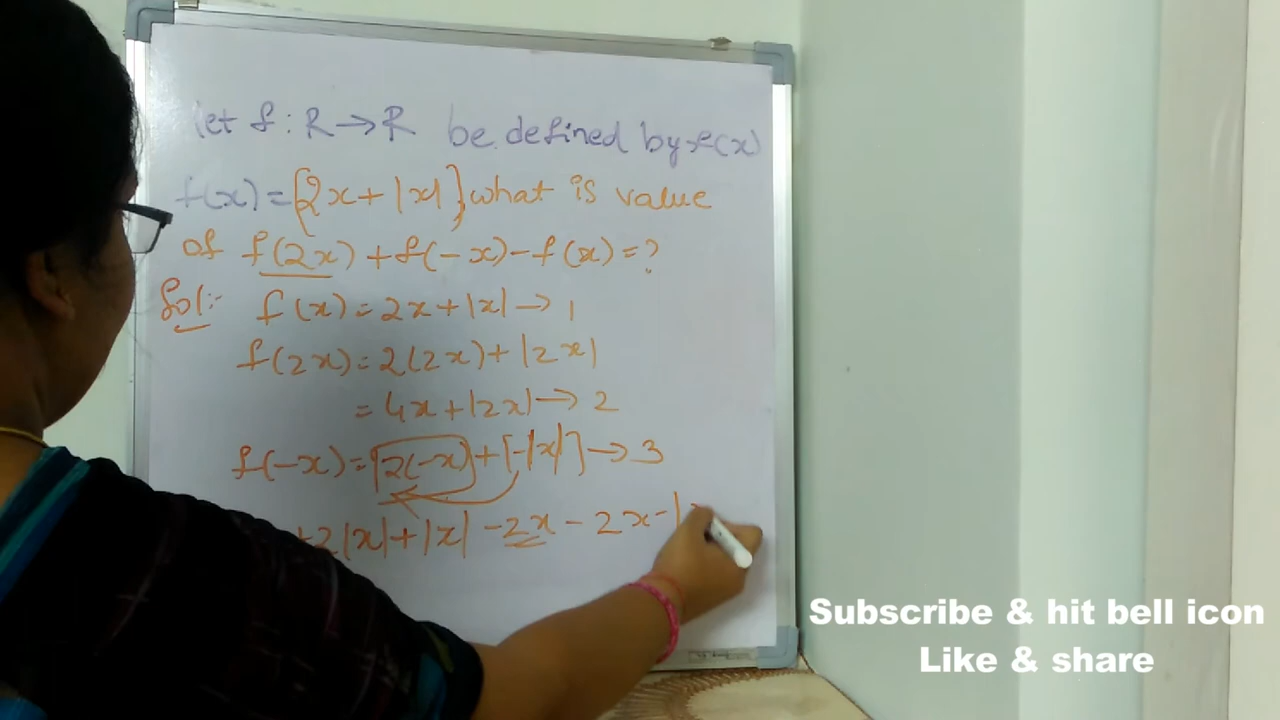 let f : R → R be defined by f(x)
f(x) = [2x + |x|], what is value
of f(2x) + f(-x) - f(x) = ?
Sol:-
f(x) = 2x + |x| → 1
f(2x) = 2(2x) + |2x|
= 4x + |2x| → 2
f(-x) = [2(-x)] + [-|x|] → 3
+2|x| + |x| - 2x - 2x - |
Subscribe & hit bell icon
Like & share